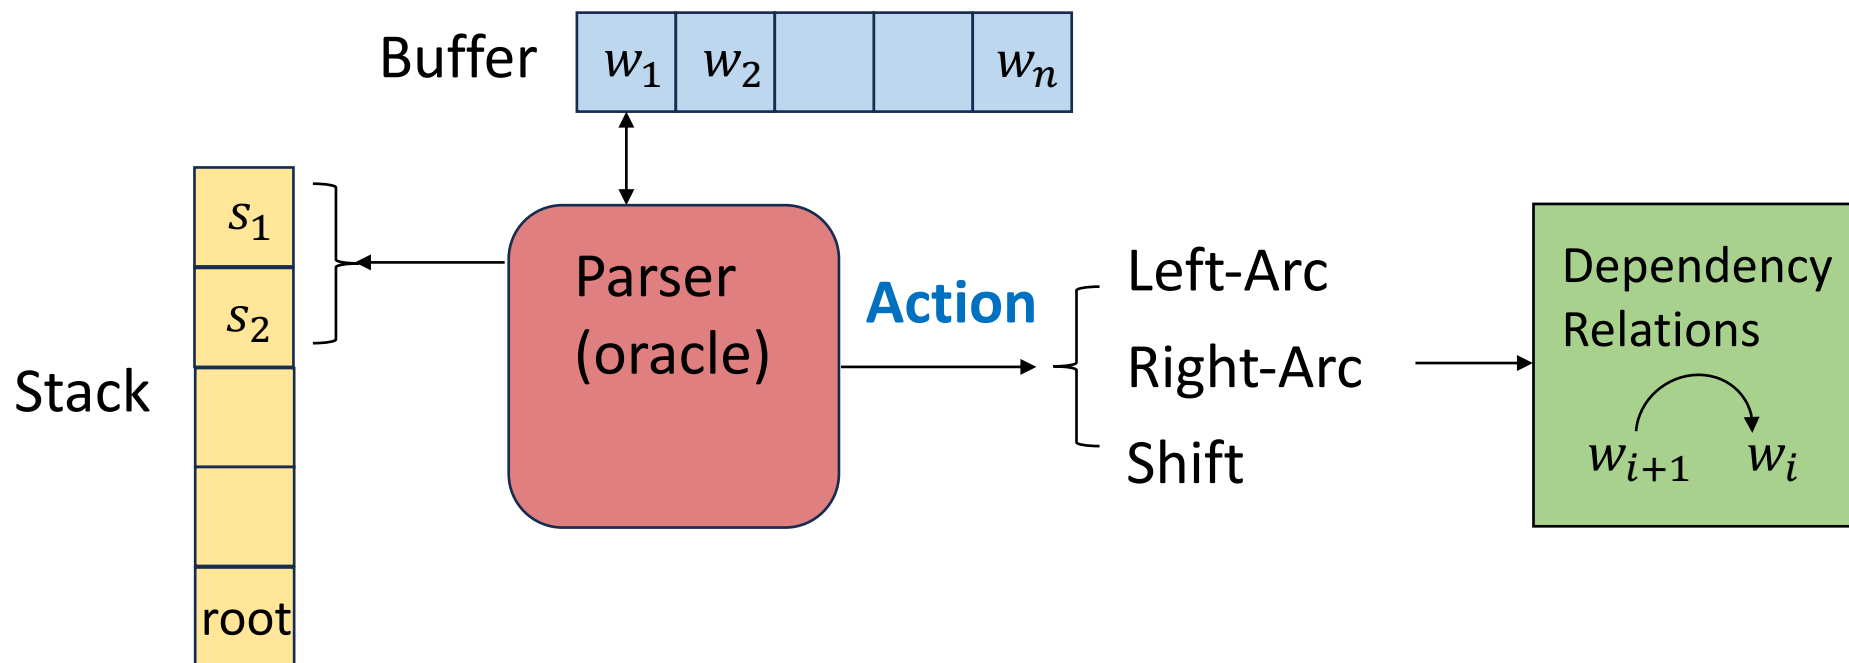 Buffer
w₁ w₂ wₙ
s₁
s₂
Stack
root
Parser
(oracle)
Action
Left-Arc
Right-Arc
Shift
Dependency
Relations
wᵢ₊₁ wᵢ